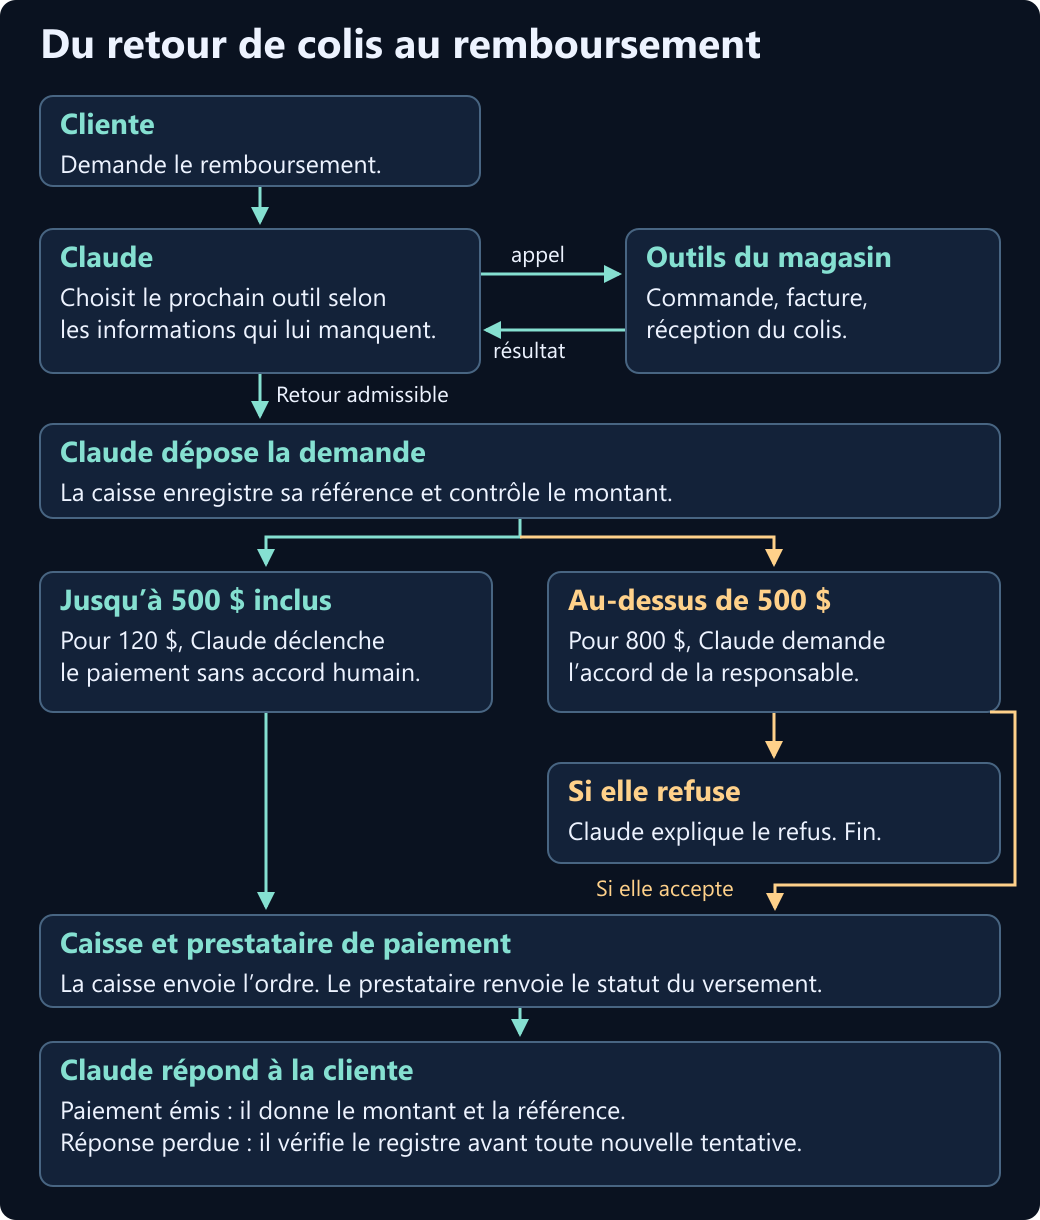 Du retour de colis au remboursement
Cliente
Demande le remboursement.
Claude
Choisit le prochain outil selon
les informations qui lui manquent.
appel
résultat
Outils du magasin
Commande, facture,
réception du colis.
Retour admissible
Claude dépose la demande
La caisse enregistre sa référence et contrôle le montant.
Jusqu’à 500 $ inclus
Pour 120 $, Claude déclenche
le paiement sans accord humain.
Au-dessus de 500 $
Pour 800 $, Claude demande
l’accord de la responsable.
Si elle refuse
Claude explique le refus. Fin.
Si elle accepte
Caisse et prestataire de paiement
La caisse envoie l’ordre. Le prestataire renvoie le statut du versement.
Claude répond à la cliente
Paiement émis : il donne le montant et la référence.
Réponse perdue : il vérifie le registre avant toute nouvelle tentative.